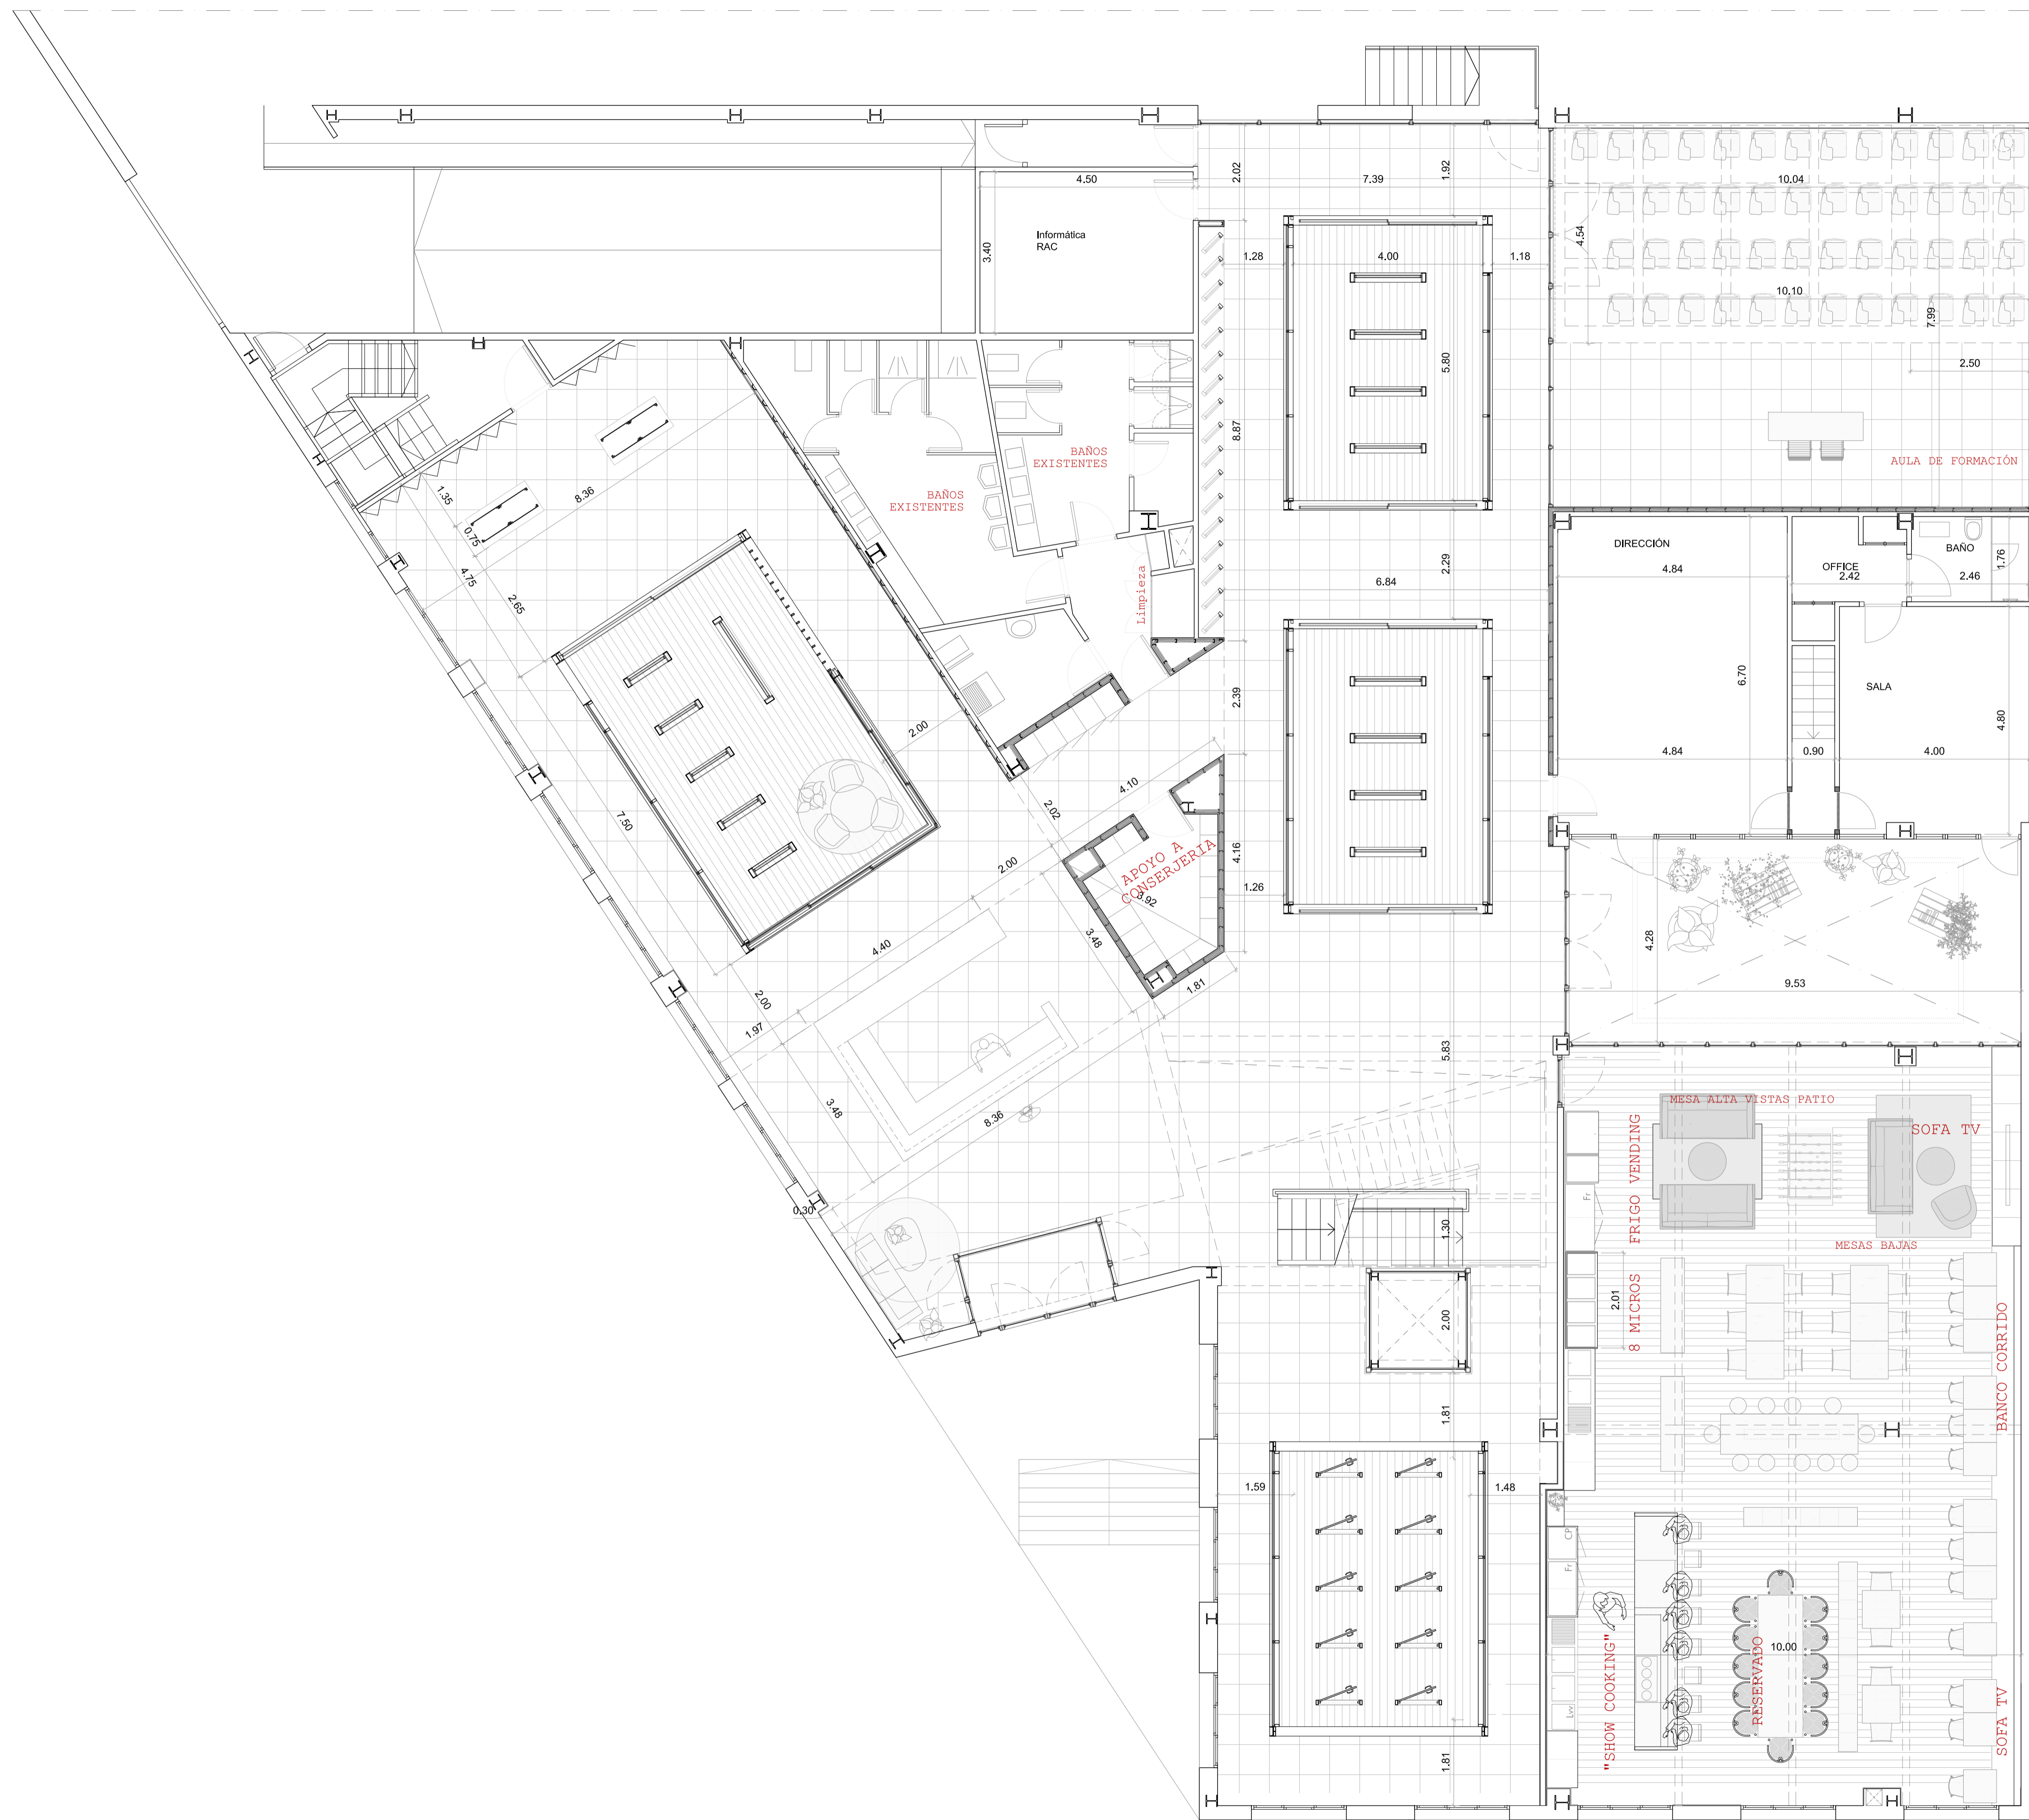 4.50
2.02
7.39
1.92
10.04
Informática
RAC
3.40
4.54
1.28
4.00
1.18
10.10
7.99
5.80
2.50
8.87
BAÑOS
EXISTENTES
AULA DE FORMACIÓN
8.36
1.35
BAÑOS
EXISTENTES
0.75
4.75
2.65
Limpieza
2.29
6.84
DIRECCIÓN
4.84
OFFICE
2.42
BAÑO
2.46
1.76
6.70
SALA
2.39
4.80
2.00
4.84
0.90
4.00
4.10
2.02
7.50
APOYO A
CONSERJERIA
3.92
4.16
1.26
2.00
3.48
4.40
4.28
9.53
1.81
2.00
1.97
5.83
3.48
8.36
MESA ALTA VISTAS PATIO
SOFA TV
FRIGO VENDING
Fr
0.30
1.30
MESAS BAJAS
2.01
8 MICROS
2.00
BANCO CORRIDO
1.81
1.59
1.48
CP
Fr
"SHOW COOKING"
10.00
RESERVADO
Lvv
SOFA TV
1.81